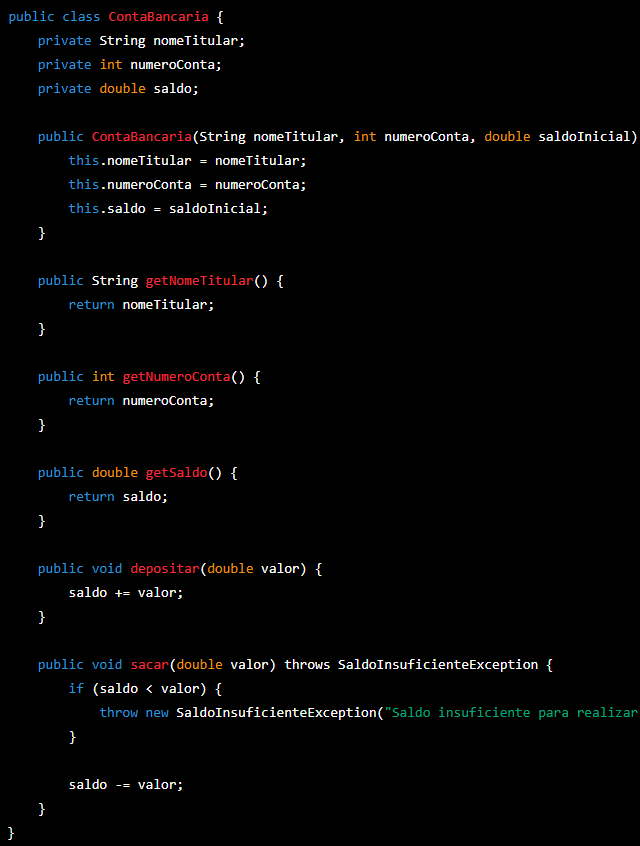 public class ContaBancaria {
    private String nomeTitular;
    private int numeroConta;
    private double saldo;

    public ContaBancaria(String nomeTitular, int numeroConta, double saldoInicial)
        this.nomeTitular = nomeTitular;
        this.numeroConta = numeroConta;
        this.saldo = saldoInicial;
    }

    public String getNomeTitular() {
        return nomeTitular;
    }

    public int getNumeroConta() {
        return numeroConta;
    }

    public double getSaldo() {
        return saldo;
    }

    public void depositar(double valor) {
        saldo += valor;
    }

    public void sacar(double valor) throws SaldoInsuficienteException {
        if (saldo < valor) {
            throw new SaldoInsuficienteException("Saldo insuficiente para realizar
        }

        saldo -= valor;
    }
}